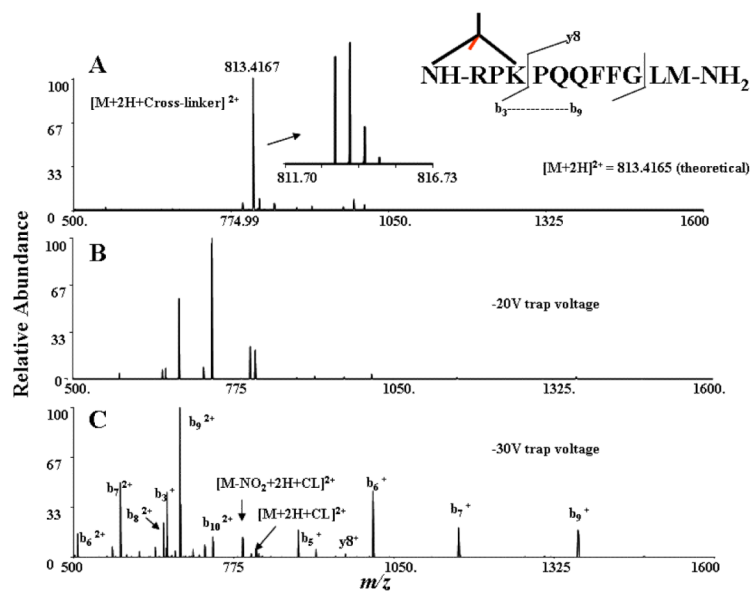 A
813.4167
[M+2H+Cross-linker] 2+
y8
NH-RPK PQQFFG LM-NH2
b3-------------b9
[M+2H]2+ = 813.4165 (theoretical)
811.70 816.73
100
67
33
0
500. 774.99 1050. 1325 1600
B
-20V trap voltage
100
67
33
0
500. 775 1050. 1325. 1600.
C
-30V trap voltage
100
67
33
0
b6 2+
b7 2+
b8 2+
b3 +
b9 2+
b10 2+
[M-NO2+2H+CL]2+
[M+2H+CL]2+
b5 +
y8+
b6 +
b7 +
b9 +
500. 775 1050. 1325. 1600.
m/z
Relative Abundance